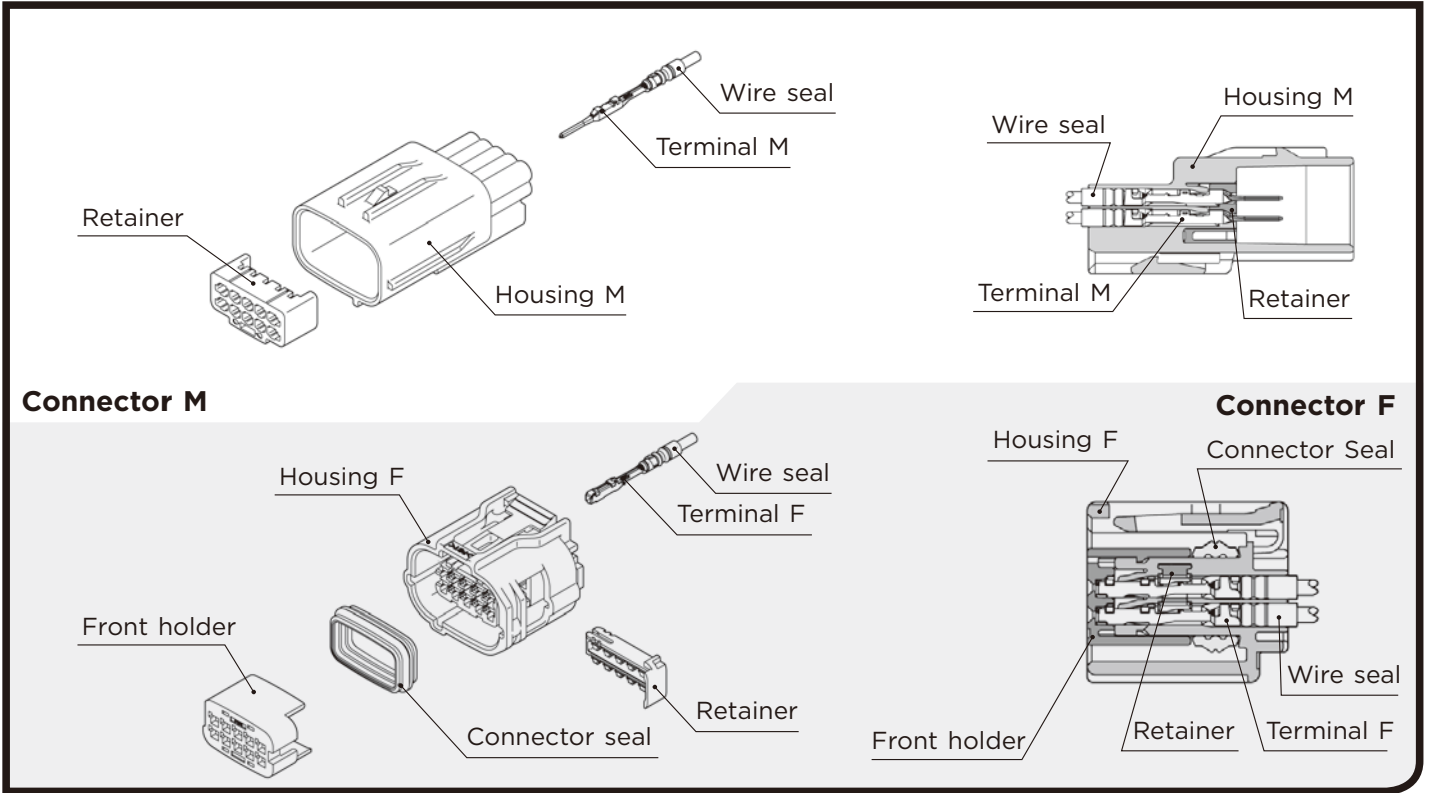 Wire seal
Terminal M
Retainer
Housing M
Housing M
Wire seal
Terminal M
Retainer
Connector M
Connector F
Housing F
Wire seal
Terminal F
Front holder
Connector seal
Retainer
Housing F
Connector Seal
Wire seal
Retainer
Terminal F
Front holder